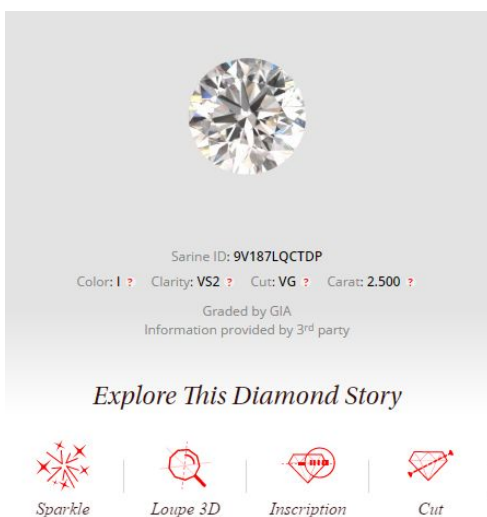 Sarine ID: 9V187LQCTDP
Color: I ? Clarity: VS2 ? Cut: VG ? Carat: 2.500 ?
Graded by GIA
Information provided by 3rd party
Explore This Diamond Story
Sparkle Loupe 3D Inscription Cut